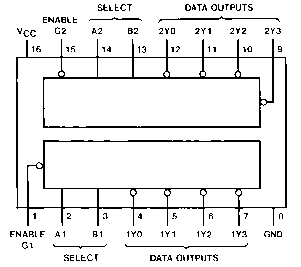 SELECT
DATA OUTPUTS
ENABLE
VCC G2 A2 B2 2Y0 2Y1 2Y2 2Y3
16 15 14 13 12 11 10 9
1 2 3 4 5 6 7 8
ENABLE A1 B1 1Y0 1Y1 1Y2 1Y3 GND
G1
SELECT
DATA OUTPUTS